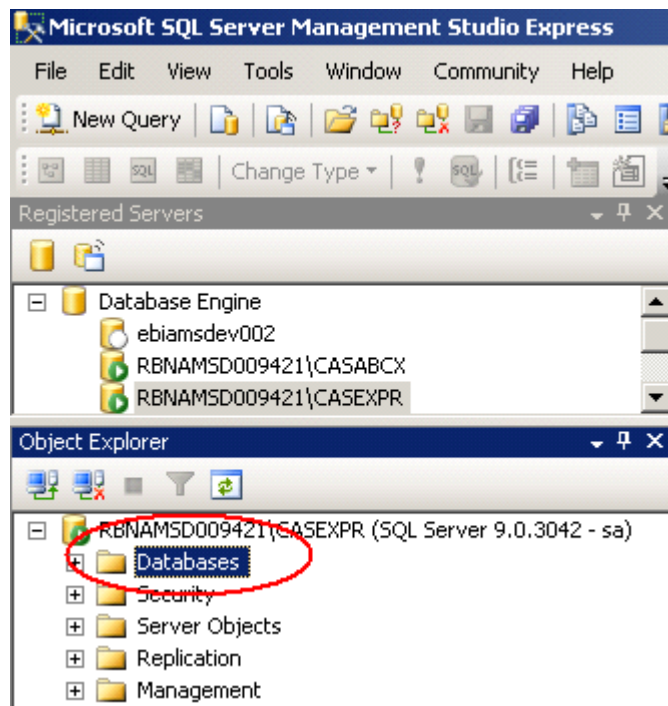 Microsoft SQL Server Management Studio Express
File Edit View Tools Window Community Help
New Query
SQL Change Type SQL
Registered Servers
Database Engine
ebiamsdev002
RBNAMSD009421\CASABCX
RBNAMSD009421\CASEXPR
Object Explorer
RBNAMSD009421\CASEXPR (SQL Server 9.0.3042 - sa)
Databases
Security
Server Objects
Replication
Management